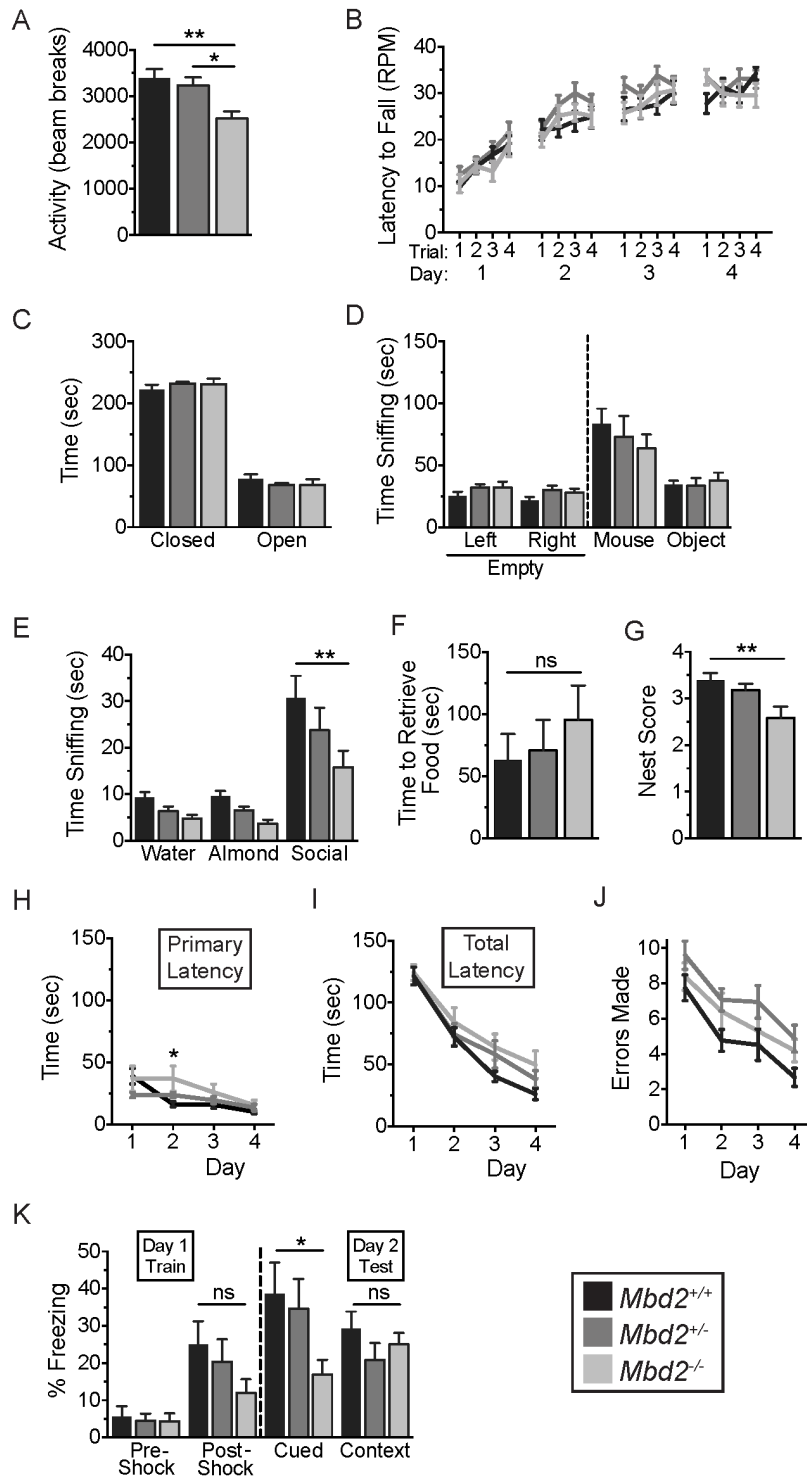 A
**
*
Activity (beam breaks)
4000
3000
2000
1000
0
B
Latency to Fall (RPM)
40
30
20
10
0
Trial: 1 2 3 4 1 2 3 4 1 2 3 4 1 2 3 4
Day: 1 2 3 4
C
Time (sec)
300
200
100
0
Closed Open
D
Time Sniffing (sec)
150
100
50
0
Left Right Mouse Object
Empty
E
Time Sniffing (sec)
40
30
20
10
0
**
Water Almond Social
F
Time to Retrieve
Food (sec)
150
100
50
0
ns
G
Nest Score
4
3
2
1
0
**
H
Primary
Latency
Time (sec)
150
100
50
0
*
1 2 3 4
Day
I
Total
Latency
Time (sec)
150
100
50
0
1 2 3 4
Day
J
Errors Made
10
8
6
4
2
0
1 2 3 4
Day
K
Day 1
Train
Day 2
Test
% Freezing
50
40
30
20
10
0
ns
*
ns
Pre-
Shock
Post-
Shock
Cued
Context
Mbd2+/+
Mbd2+/-
Mbd2-/-